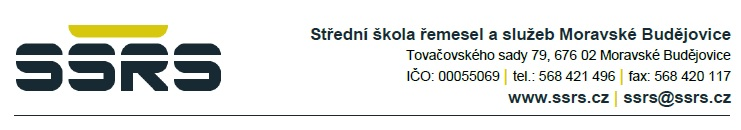 SSRS
Střední škola řemesel a služeb Moravské Budějovice
Tovačovského sady 79, 676 02 Moravské Budějovice
IČO: 00055069 | tel.: 568 421 496 | fax: 568 420 117
www.ssrs.cz | ssrs@ssrs.cz